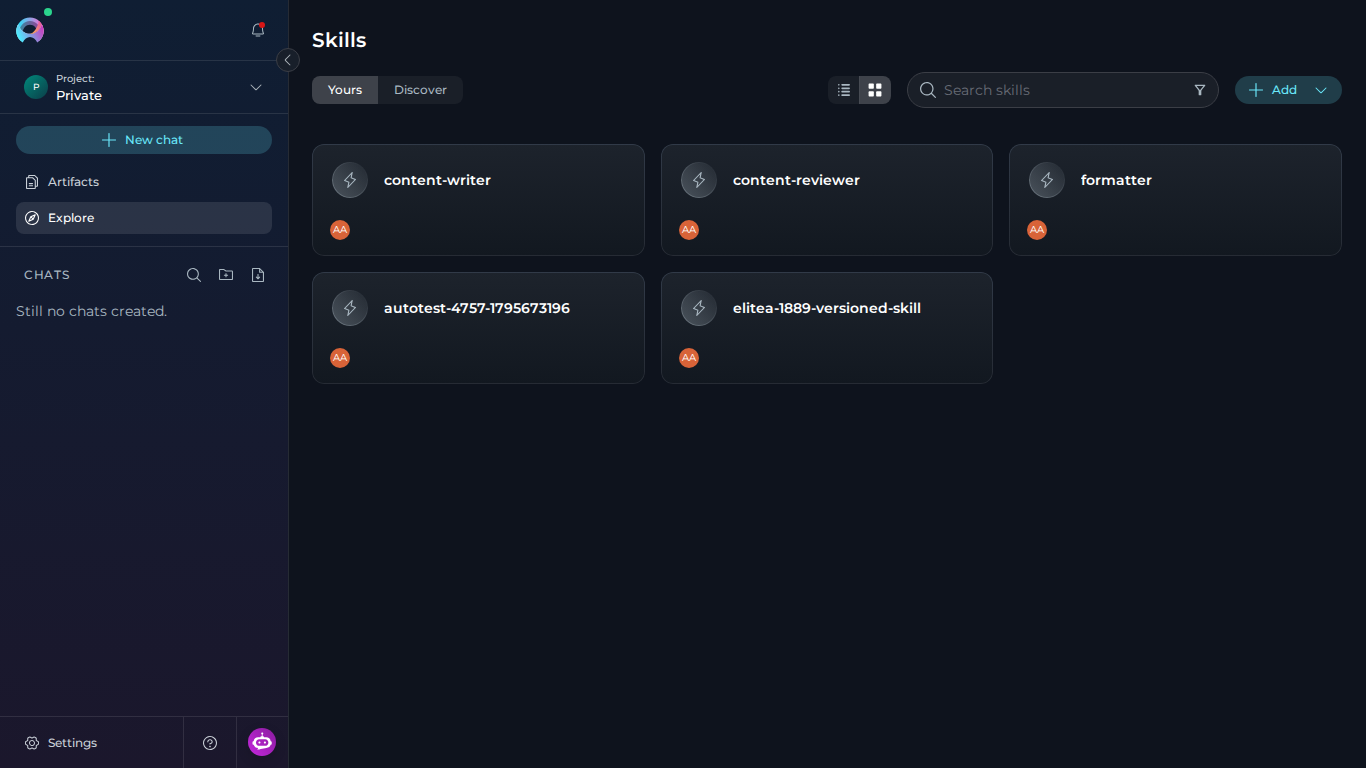 Skills
P
Project:
Private
Yours
Discover
Search skills
Add
New chat
Artifacts
Explore
CHATS
Still no chats created.
content-writer
AA
content-reviewer
AA
formatter
AA
autotest-4757-1795673196
AA
elitea-1889-versioned-skill
AA
Settings